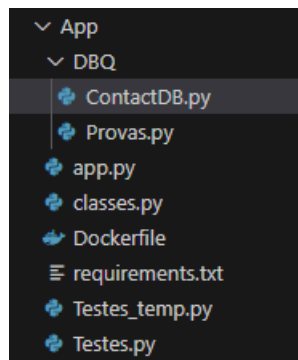 App
DBQ
ContactDB.py
Provas.py
app.py
classes.py
Dockerfile
requirements.txt
Testes_temp.py
Testes.py